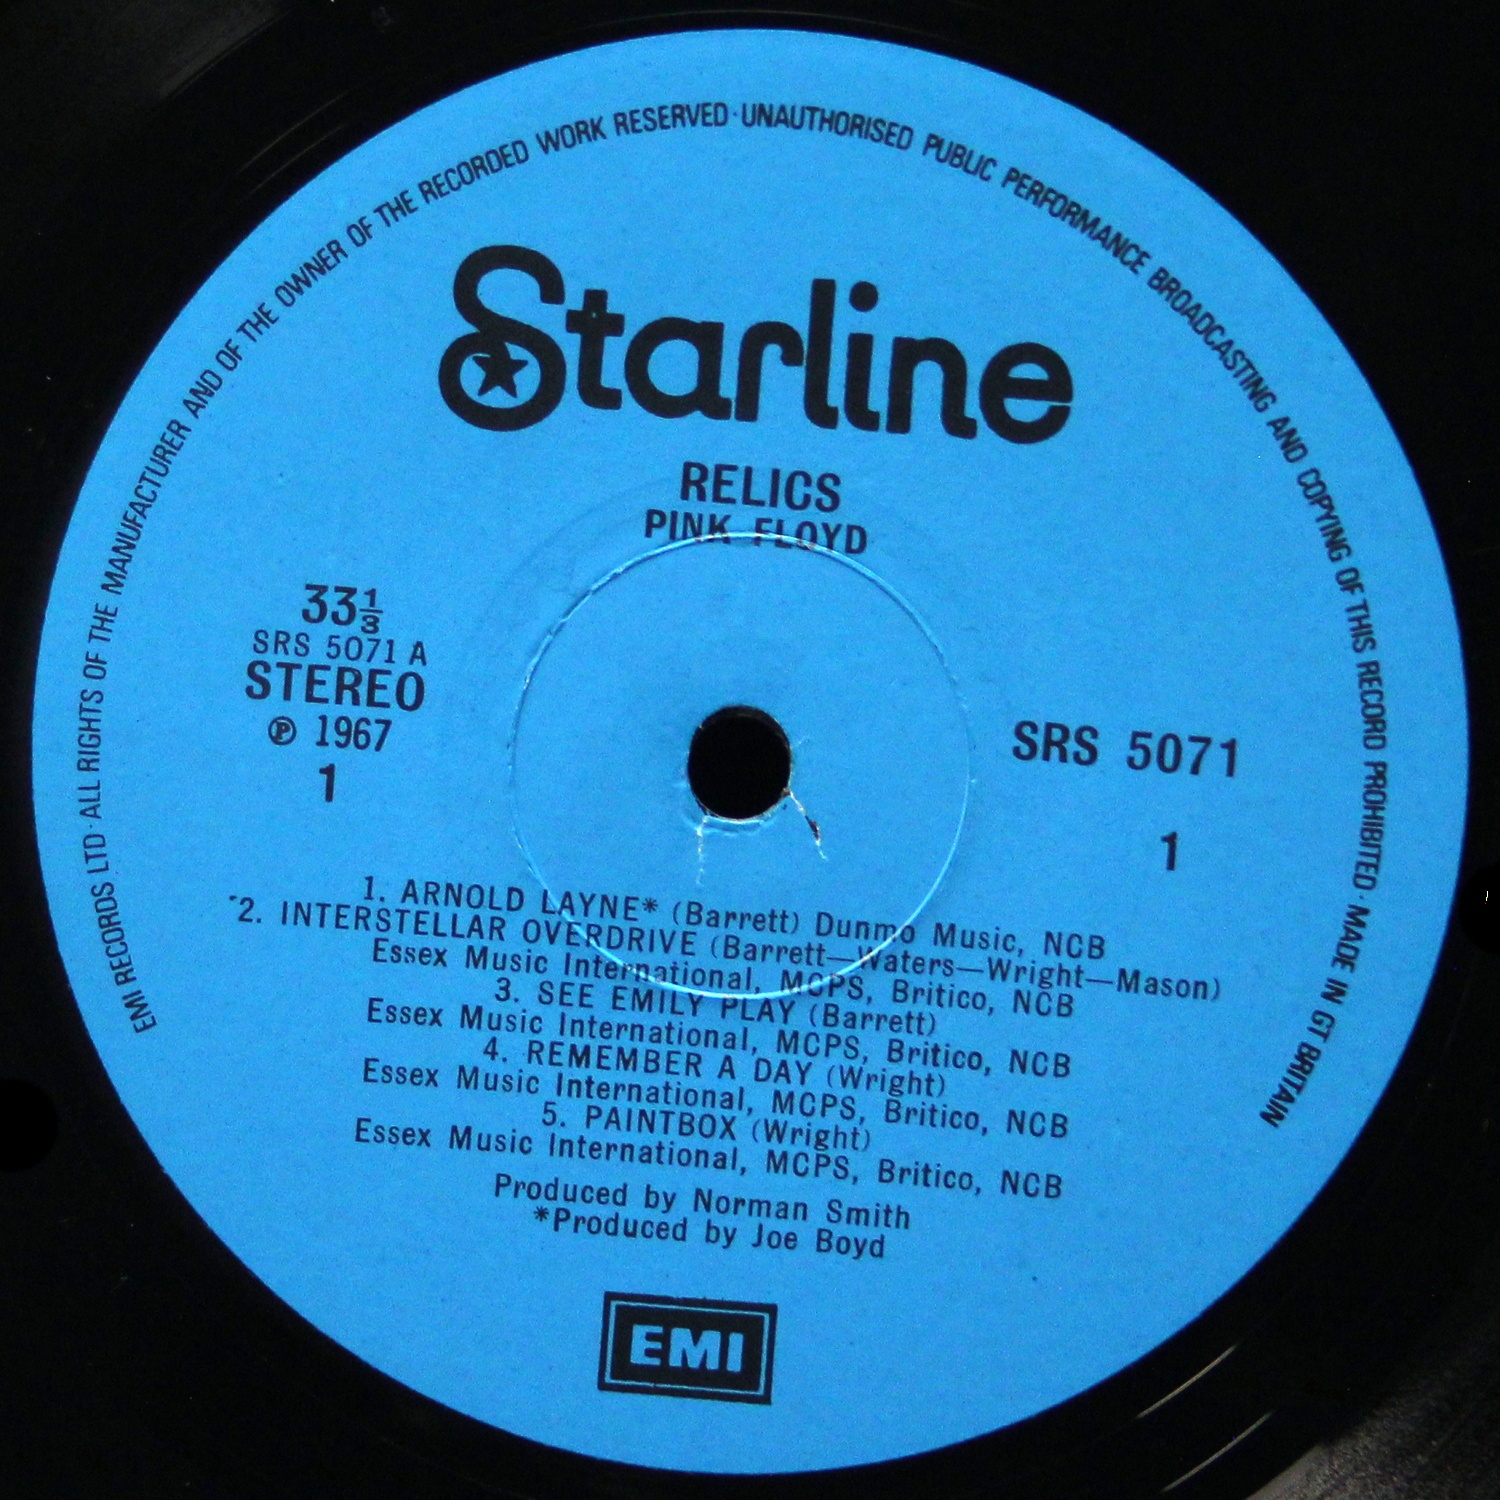 EMI RECORDS LTD·ALL RIGHTS OF THE MANUFACTURER AND OF THE OWNER OF THE RECORDED WORK RESERVED·UNAUTHORISED PUBLIC PERFORMANCE BROADCASTING AND COPYING OF THIS RECORD PROHIBITED·MADE IN GT BRITAIN
Starline
RELICS
PINK FLOYD
33⅓
SRS 5071 A
STEREO
℗ 1967
1
SRS 5071
1
1. ARNOLD LAYNE* (Barrett) Dunmo Music, NCB
2. INTERSTELLAR OVERDRIVE (Barrett—Waters—Wright—Mason)
Essex Music International, MCPS, Britico, NCB
3. SEE EMILY PLAY (Barrett)
Essex Music International, MCPS, Britico, NCB
4. REMEMBER A DAY (Wright)
Essex Music International, MCPS, Britico, NCB
5. PAINTBOX (Wright)
Essex Music International, MCPS, Britico, NCB
Produced by Norman Smith
*Produced by Joe Boyd
EMI